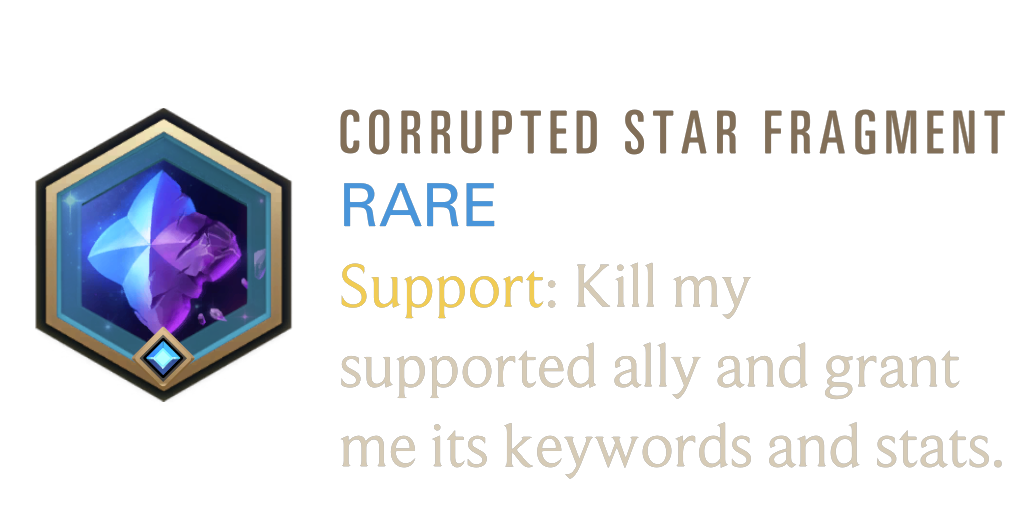 CORRUPTED STAR FRAGMENT
RARE
Support: Kill my
supported ally and grant
me its keywords and stats.